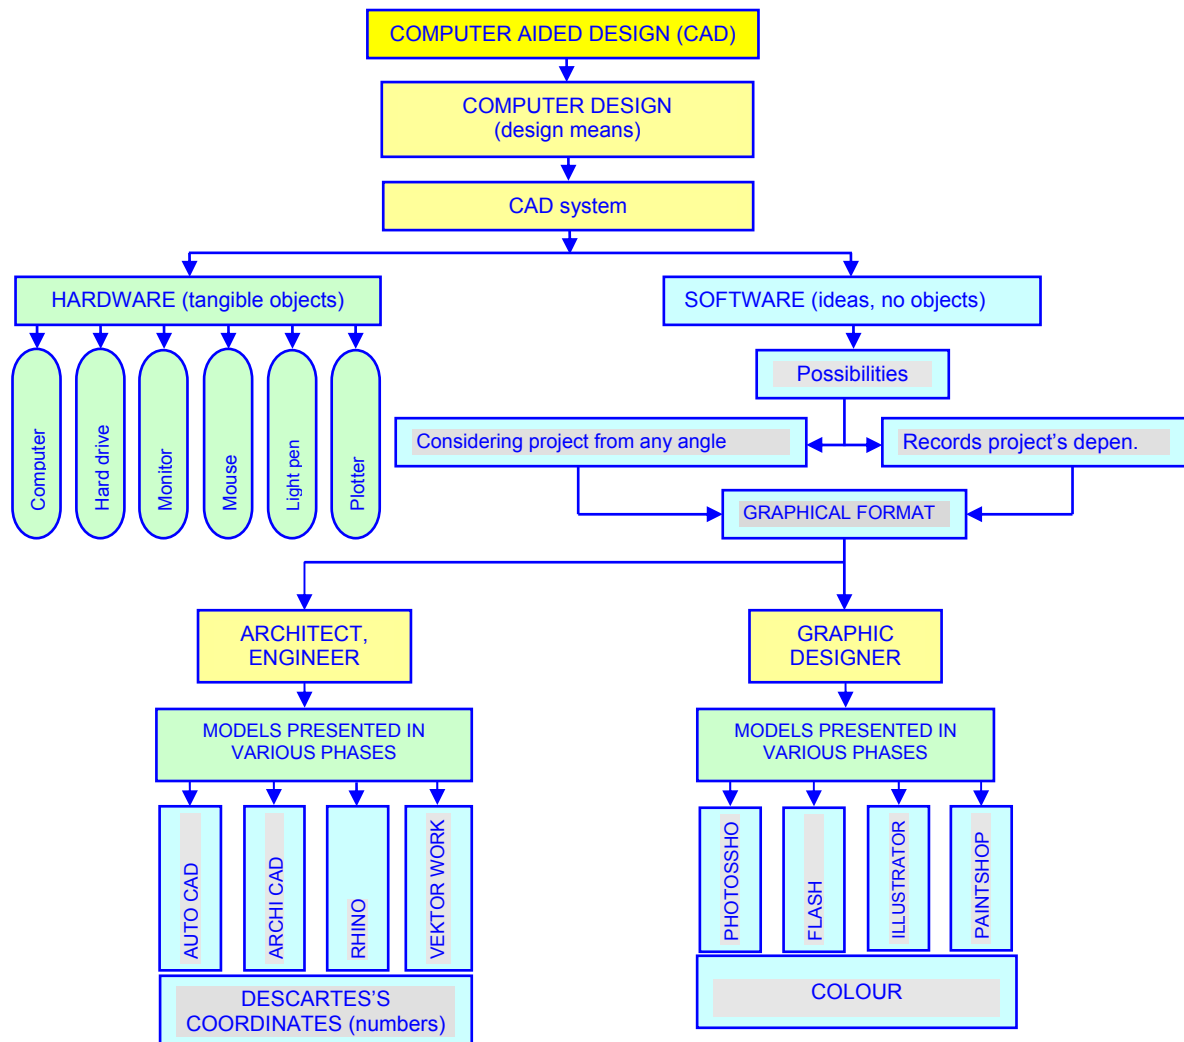 COMPUTER AIDED DESIGN (CAD)
COMPUTER DESIGN
(design means)
CAD system
HARDWARE (tangible objects)
SOFTWARE (ideas, no objects)
Computer
Hard drive
Monitor
Mouse
Light pen
Plotter
Possibilities
Considering project from any angle
Records project's depen.
GRAPHICAL FORMAT
ARCHITECT,
ENGINEER
GRAPHIC
DESIGNER
MODELS PRESENTED IN
VARIOUS PHASES
MODELS PRESENTED IN
VARIOUS PHASES
AUTO CAD
ARCHI CAD
RHINO
VEKTOR WORK
PHOTOSSHO
FLASH
ILLUSTRATOR
PAINTSHOP
DESCARTES'S
COORDINATES (numbers)
COLOUR